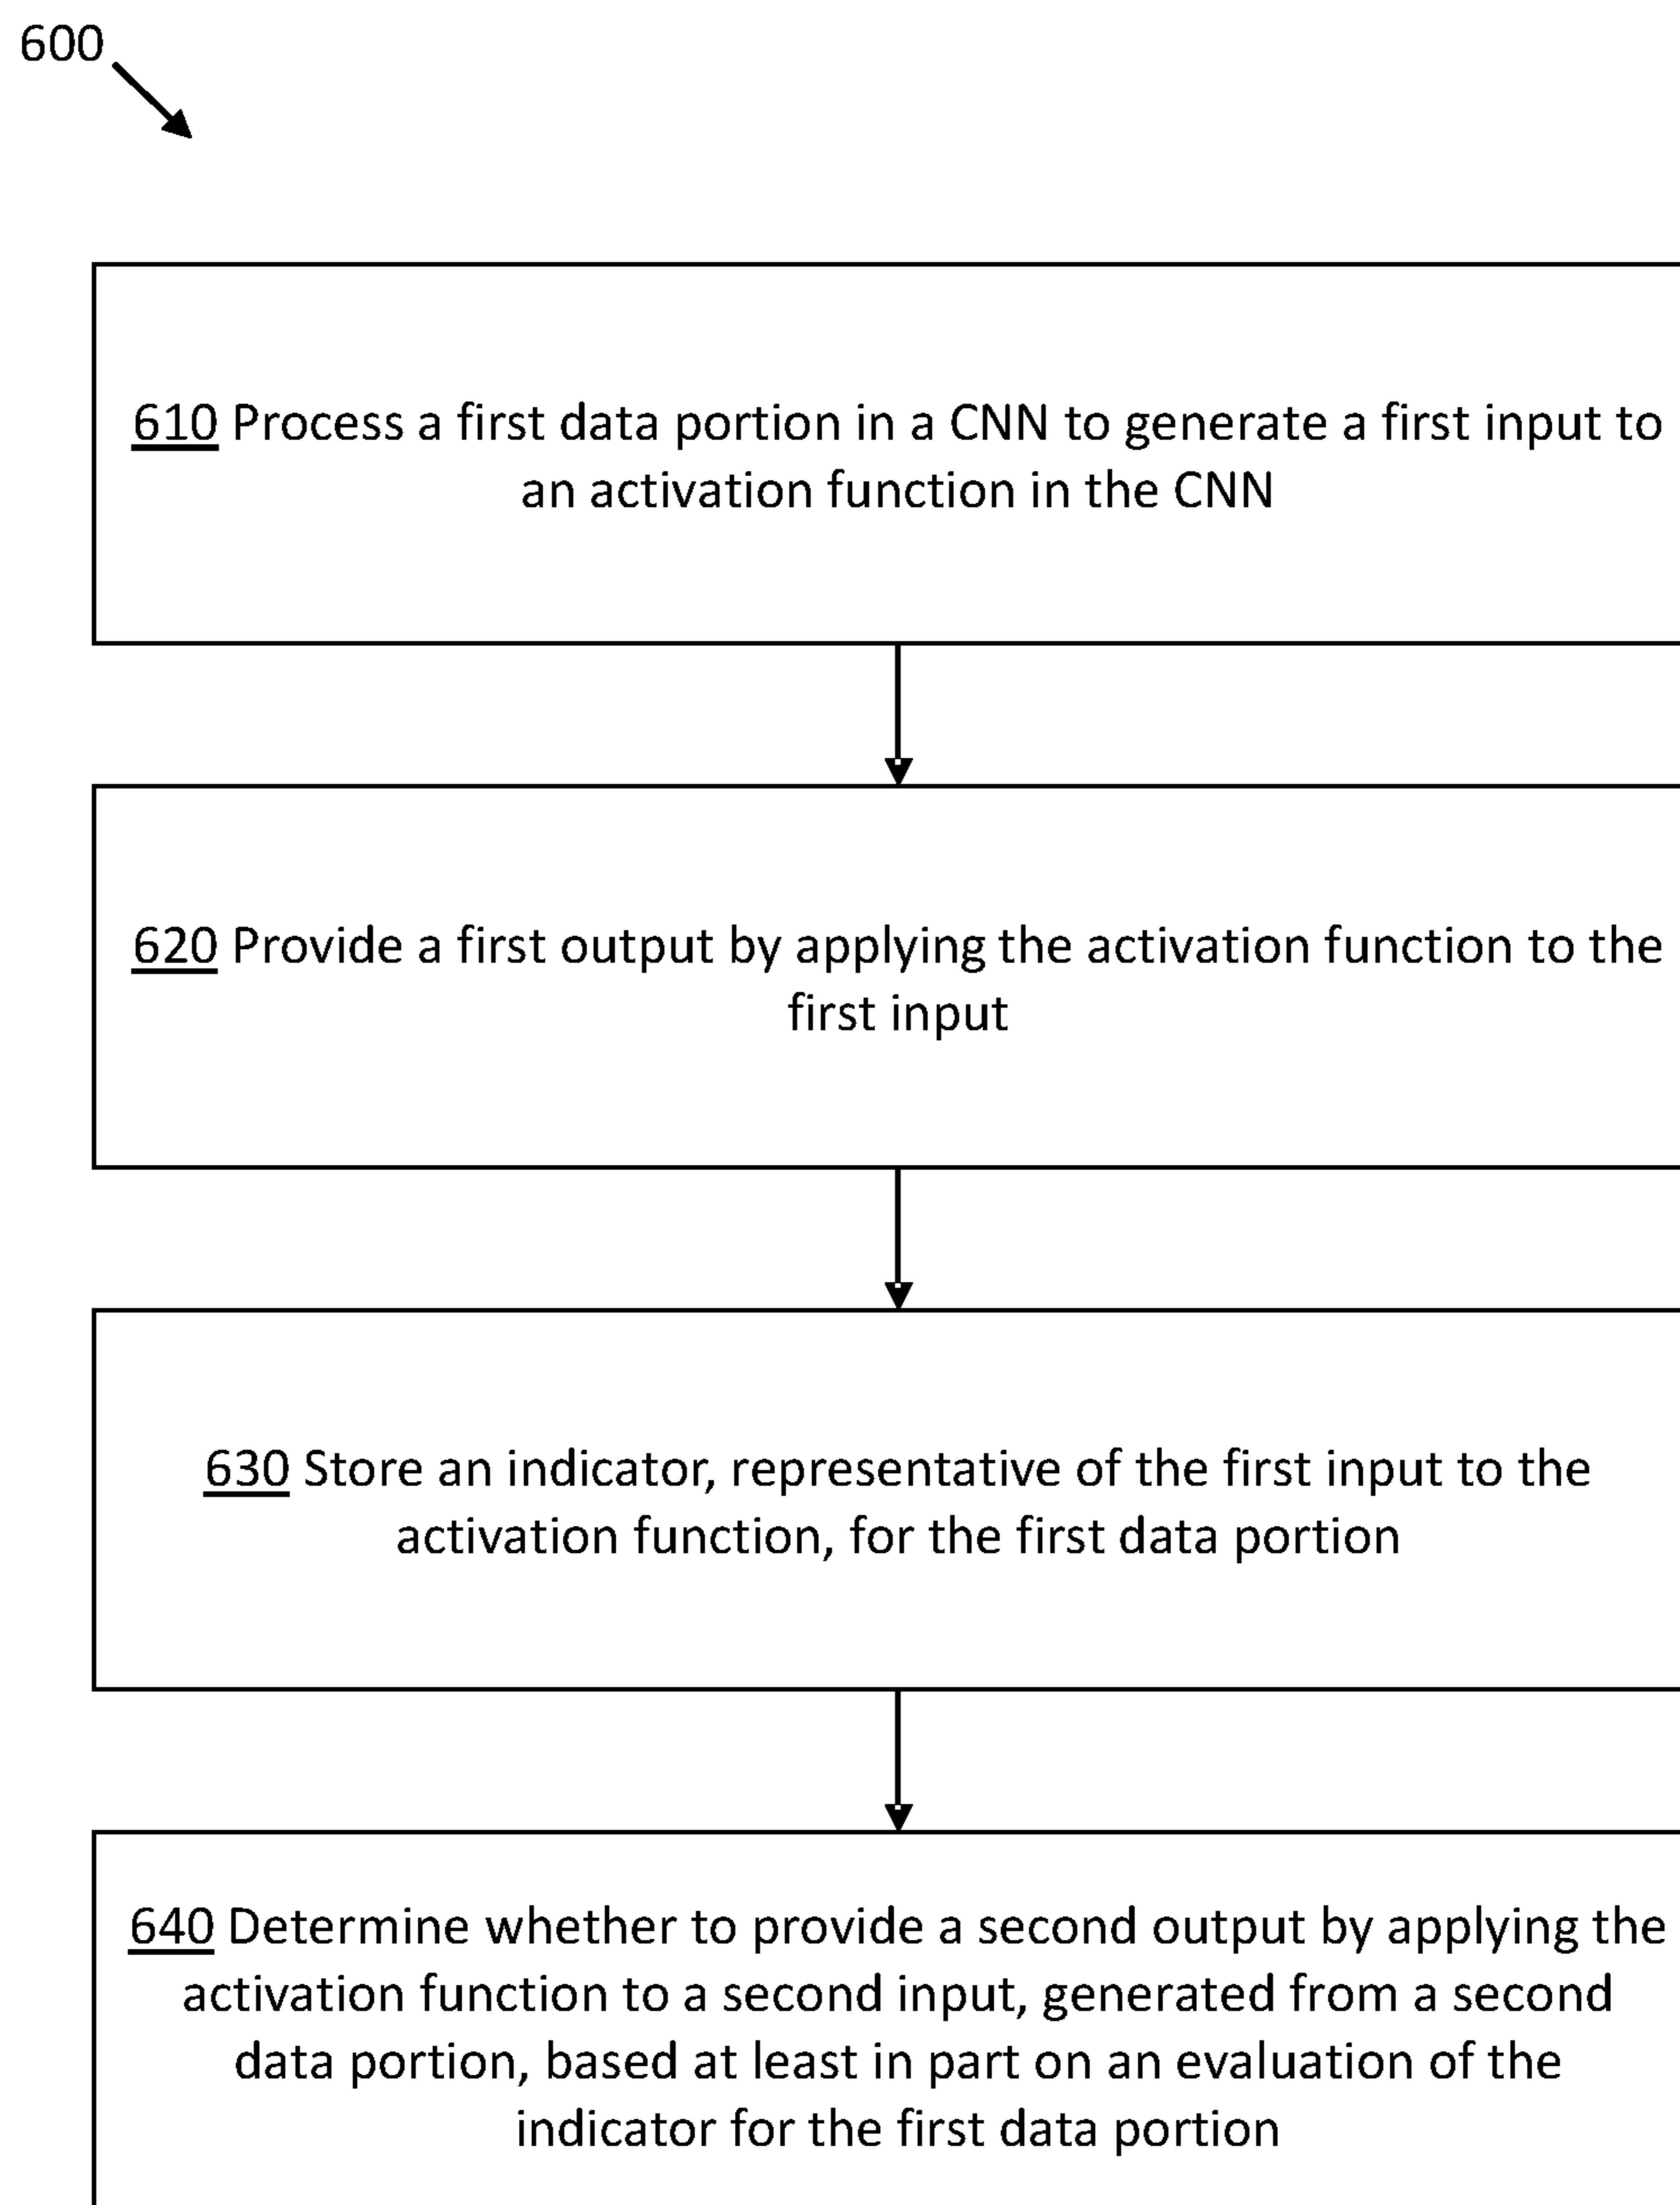 600
610 Process a first data portion in a CNN to generate a first input to
an activation function in the CNN
620 Provide a first output by applying the activation function to the
first input
630 Store an indicator, representative of the first input to the
activation function, for the first data portion
640 Determine whether to provide a second output by applying the
activation function to a second input, generated from a second
data portion, based at least in part on an evaluation of the
indicator for the first data portion